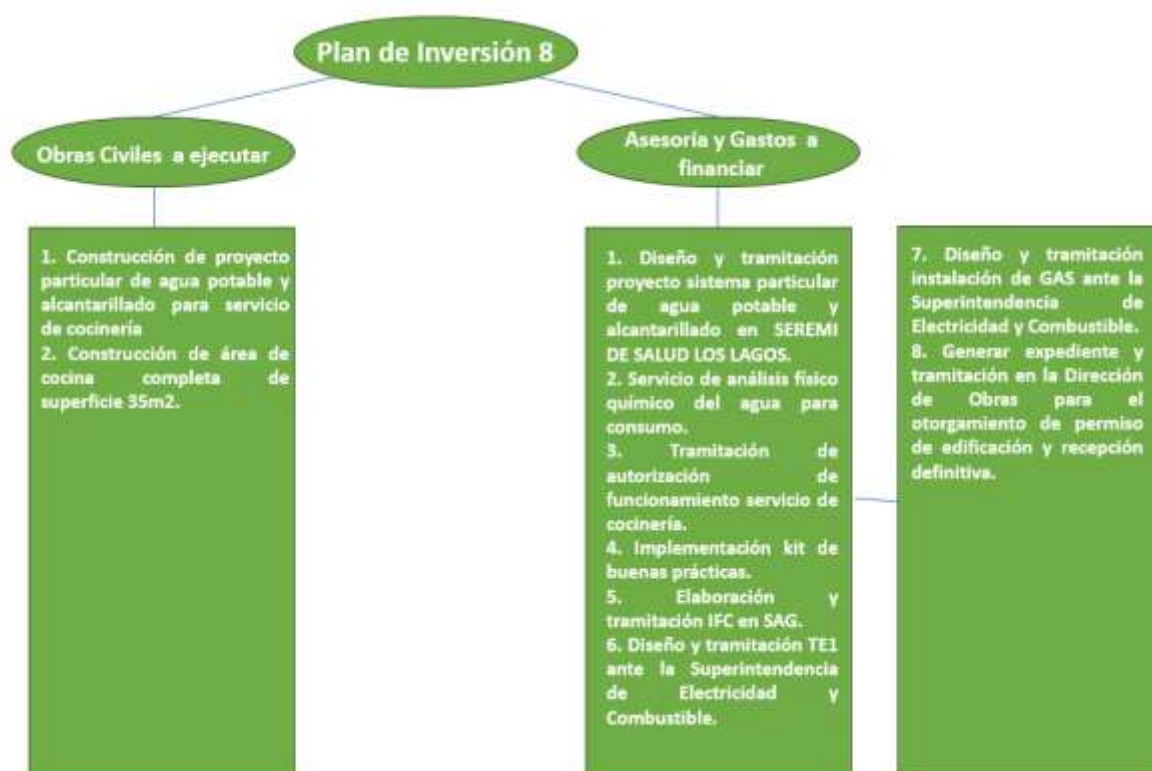 Plan de Inversión 8
Obras Civiles a ejecutar
Asesoría y Gastos a
financiar
1. Construcción de proyecto
particular de agua potable y
alcantarillado para servicio
de cocinería
2. Construcción de área de
cocina completa de
superficie 35m2.
1. Diseño y tramitación
proyecto sistema particular
de agua potable y
alcantarillado en SEREMI
DE SALUD LOS LAGOS.
2. Servicio de análisis físico
químico del agua para
consumo.
3. Tramitación de
autorización de
funcionamiento servicio de
cocinería.
4. Implementación kit de
buenas prácticas.
5. Elaboración y
tramitación IFC en SAG.
6. Diseño y tramitación TE1
ante la Superintendencia
de Electricidad y
Combustible.
7. Diseño y tramitación
instalación de GAS ante la
Superintendencia de
Electricidad y Combustible.
8. Generar expediente y
tramitación en la Dirección
de Obras para el
otorgamiento de permiso
de edificación y recepción
definitiva.